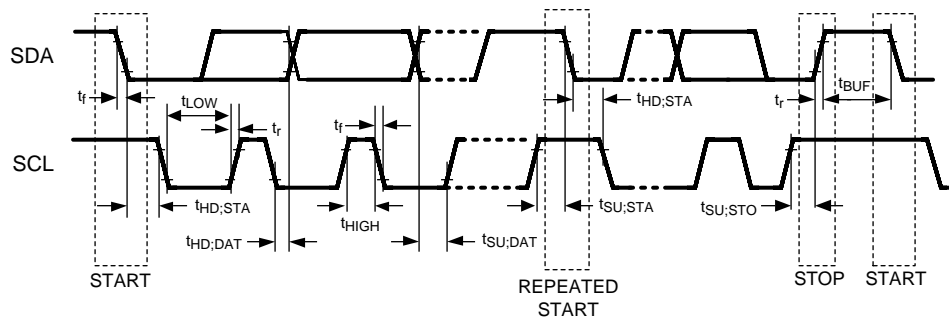 SDA
t_f
t_LOW
t_r
t_f
t_HD;STA
t_r
t_BUF
SCL
t_HD;STA
t_HD;DAT
t_HIGH
t_SU;DAT
t_SU;STA
t_SU;STO
START
REPEATED
START
STOP
START